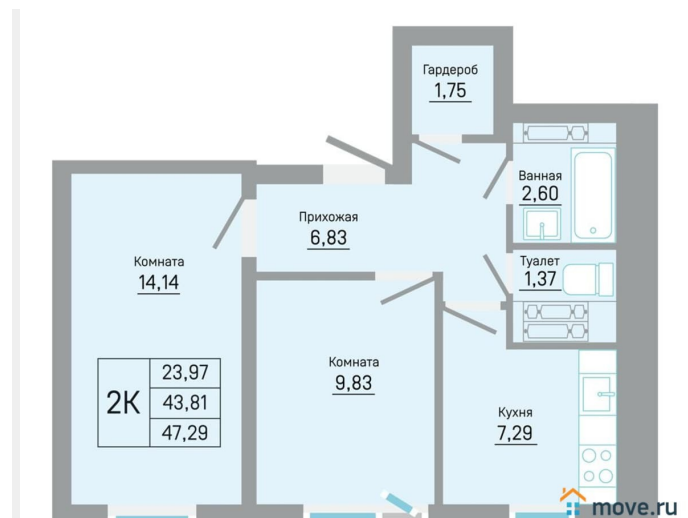 Гардероб
1,75
Ванная
2,60
Прихожая
6,83
Туалет
1,37
Комната
14,14
Комната
9,83
2К
23,97
43,81
47,29
Кухня
7,29
move.ru